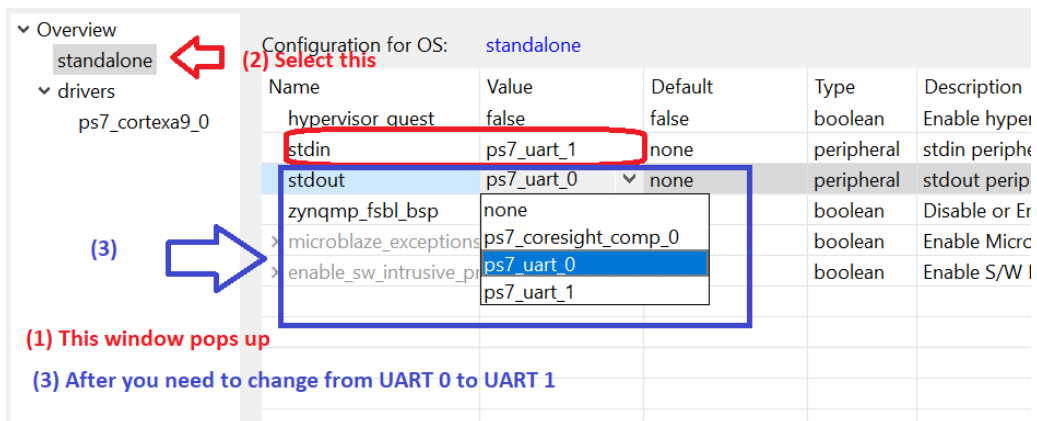 Overview
standalone
drivers
ps7_cortexa9_0
(2) Select this
Configuration for OS: standalone
Name Value Default Type Description
hypervisor_guest false false boolean Enable hyper
stdin ps7_uart_1 none peripheral stdin periphe
stdout ps7_uart_0 none peripheral stdout perip
zynqmp_fsbl_bsp boolean Disable or Er
microblaze_exceptions boolean Enable Micro
enable_sw_intrusive_pr boolean Enable S/W I
none
ps7_coresight_comp_0
ps7_uart_0
ps7_uart_1
(3)
(1) This window pops up
(3) After you need to change from UART 0 to UART 1